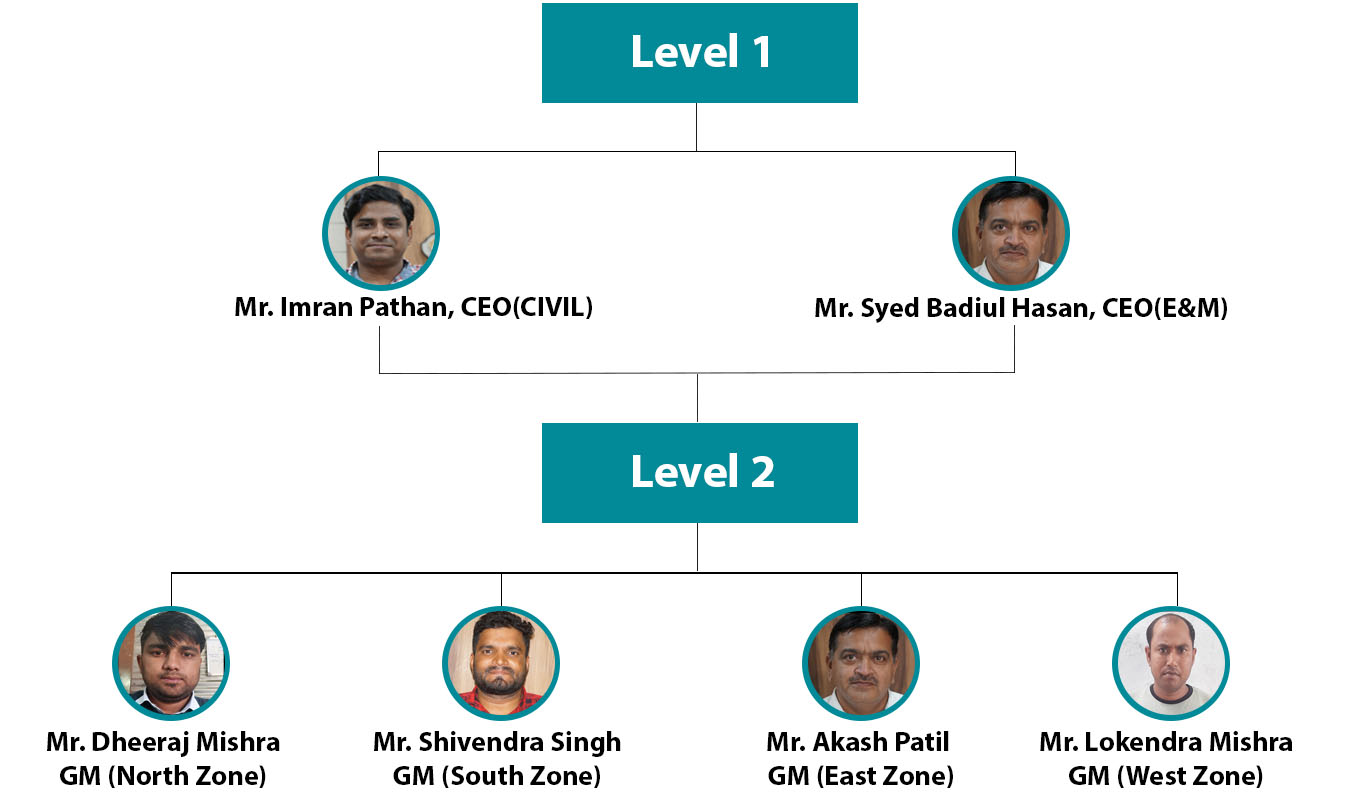 Level 1
Mr. Imran Pathan, CEO(CIVIL)
Mr. Syed Badiul Hasan, CEO(E&M)
Level 2
Mr. Dheeraj Mishra
GM (North Zone)
Mr. Shivendra Singh
GM (South Zone)
Mr. Akash Patil
GM (East Zone)
Mr. Lokendra Mishra
GM (West Zone)